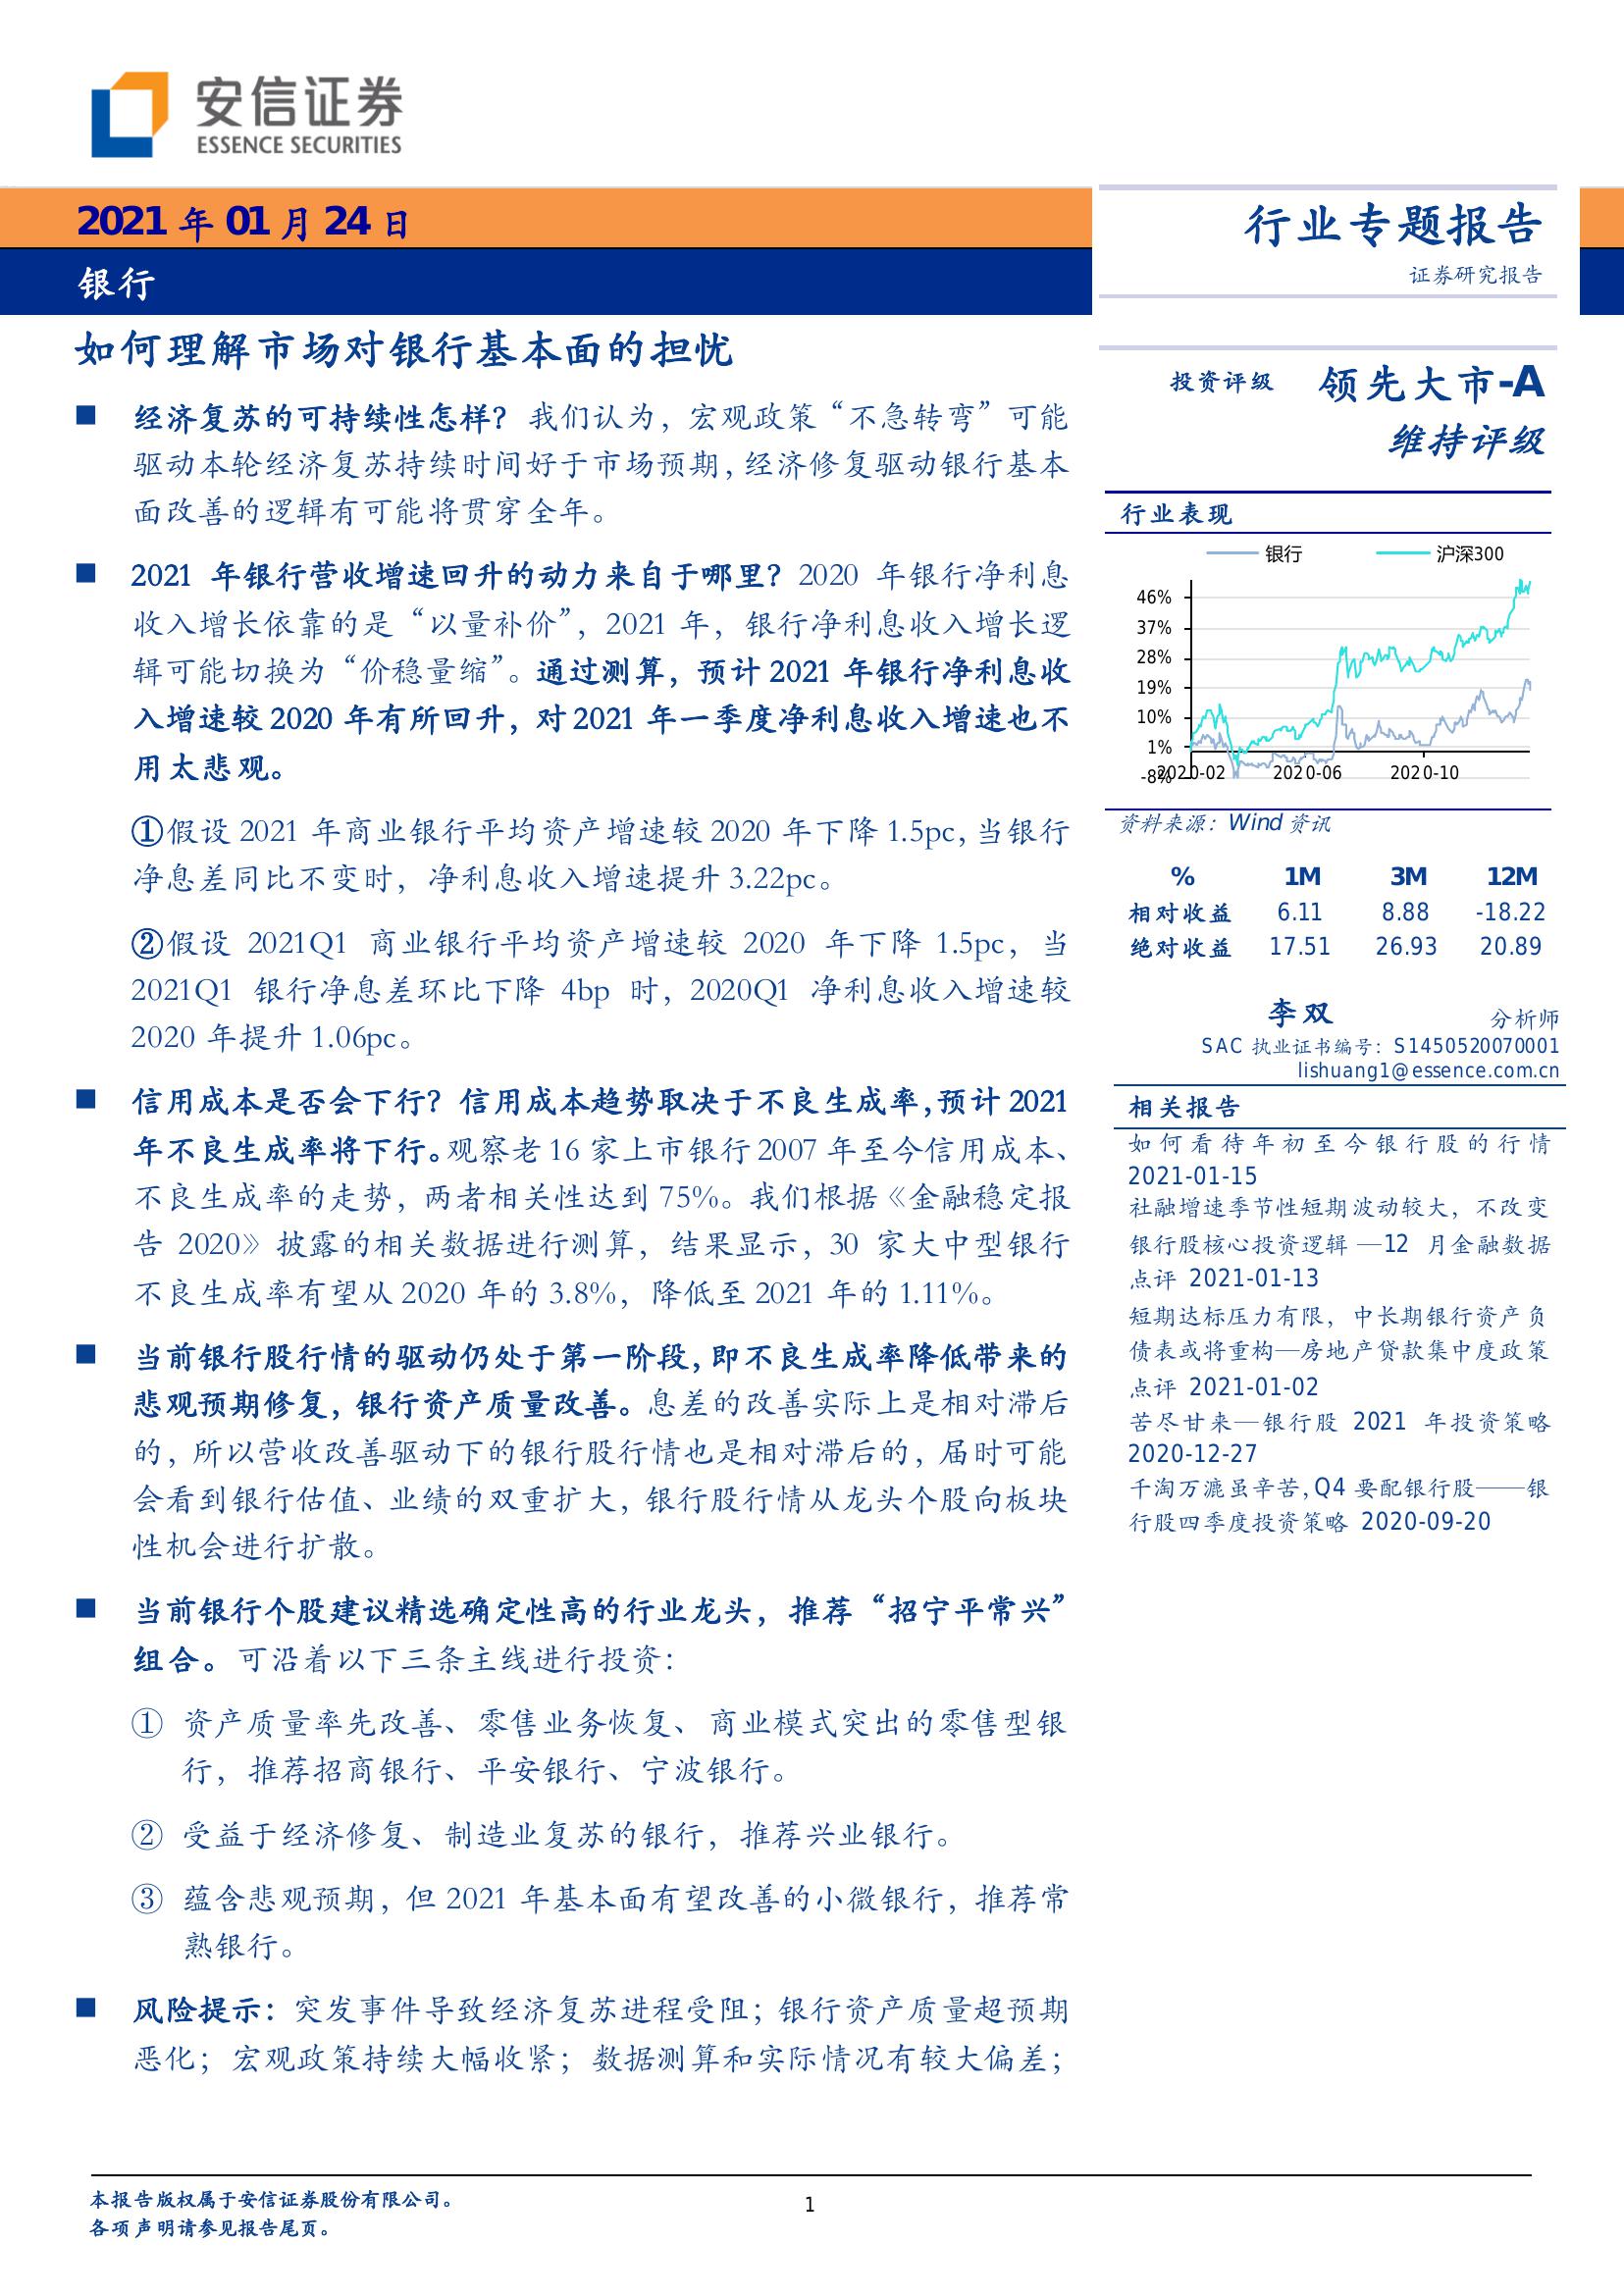 安信证券
ESSENCE SECURITIES
2021 年 01 月 24 日
银行
行业专题报告
证券研究报告
如何理解市场对银行基本面的担忧
■ 经济复苏的可持续性怎样？我们认为，宏观政策“不急转弯”可能
驱动本轮经济复苏持续时间好于市场预期，经济修复驱动银行基本
面改善的逻辑有可能将贯穿全年。
■ 2021 年银行营收增速回升的动力来自于哪里？2020 年银行净利息
收入增长依靠的是“以量补价”，2021 年，银行净利息收入增长逻
辑可能切换为“价稳量缩”。通过测算，预计 2021 年银行净利息收
入增速较 2020 年有所回升，对 2021 年一季度净利息收入增速也不
用太悲观。
①假设 2021 年商业银行平均资产增速较 2020 年下降 1.5pc，当银行
净息差同比不变时，净利息收入增速提升 3.22pc。
②假设 2021Q1 商业银行平均资产增速较 2020 年下降 1.5pc，当
2021Q1 银行净息差环比下降 4bp 时，2020Q1 净利息收入增速较
2020 年提升 1.06pc。
■ 信用成本是否会下行？信用成本趋势取决于不良生成率，预计 2021
年不良生成率将下行。观察老 16 家上市银行 2007 年至今信用成本、
不良生成率的走势，两者相关性达到 75%。我们根据《金融稳定报
告 2020》披露的相关数据进行测算，结果显示，30 家大中型银行
不良生成率有望从 2020 年的 3.8%，降低至 2021 年的 1.11%。
■ 当前银行股行情的驱动仍处于第一阶段，即不良生成率降低带来的
悲观预期修复，银行资产质量改善。息差的改善实际上是相对滞后
的，所以营收改善驱动下的银行股行情也是相对滞后的，届时可能
会看到银行估值、业绩的双重扩大，银行股行情从龙头个股向板块
性机会进行扩散。
■ 当前银行个股建议精选确定性高的行业龙头，推荐“招宁平常兴”
组合。可沿着以下三条主线进行投资：
① 资产质量率先改善、零售业务恢复、商业模式突出的零售型银
行，推荐招商银行、平安银行、宁波银行。
② 受益于经济修复、制造业复苏的银行，推荐兴业银行。
③ 蕴含悲观预期，但 2021 年基本面有望改善的小微银行，推荐常
熟银行。
■ 风险提示：突发事件导致经济复苏进程受阻；银行资产质量超预期
恶化；宏观政策持续大幅收紧；数据测算和实际情况有较大偏差；
投资评级 领先大市-A
维持评级
行业表现
银行 沪深300
46%
37%
28%
19%
10%
1%
-8%
2020-02 2020-06 2020-10
资料来源：Wind 资讯
% 1M 3M 12M
相对收益 6.11 8.88 -18.22
绝对收益 17.51 26.93 20.89
李双 分析师
SAC 执业证书编号：S1450520070001
lishuang1@essence.com.cn
相关报告
如何看待年初至今银行股的行情
2021-01-15
社融增速季节性短期波动较大，不改变
银行股核心投资逻辑—12 月金融数据
点评 2021-01-13
短期达标压力有限，中长期银行资产负
债表或将重构—房地产贷款集中度政策
点评 2021-01-02
苦尽甘来—银行股 2021 年投资策略
2020-12-27
千淘万漉虽辛苦，Q4 要配银行股——银
行股四季度投资策略 2020-09-20
本报告版权属于安信证券股份有限公司。
各项声明请参见报告尾页。
1